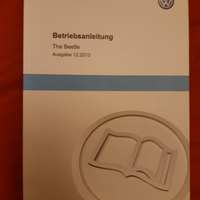 Betriebsanleitung
The Beetle
Ausgabe 12.2013